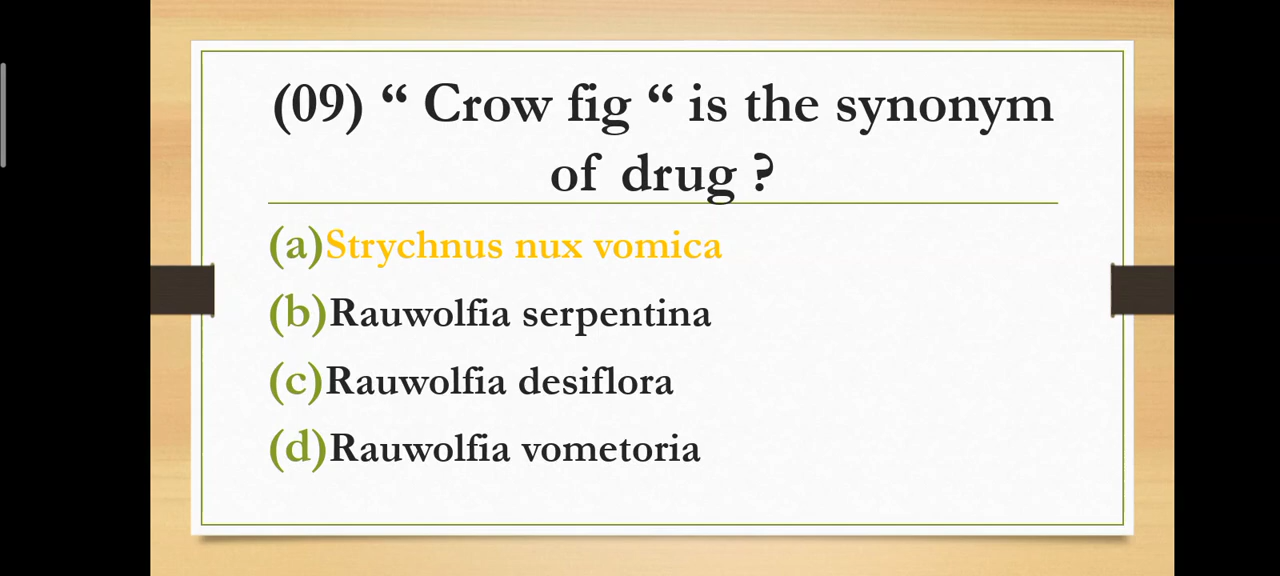 (09) “ Crow fig “ is the synonym
of drug ?
(a)Strychnus nux vomica
(b)Rauwolfia serpentina
(c)Rauwolfia desiflora
(d)Rauwolfia vometoria